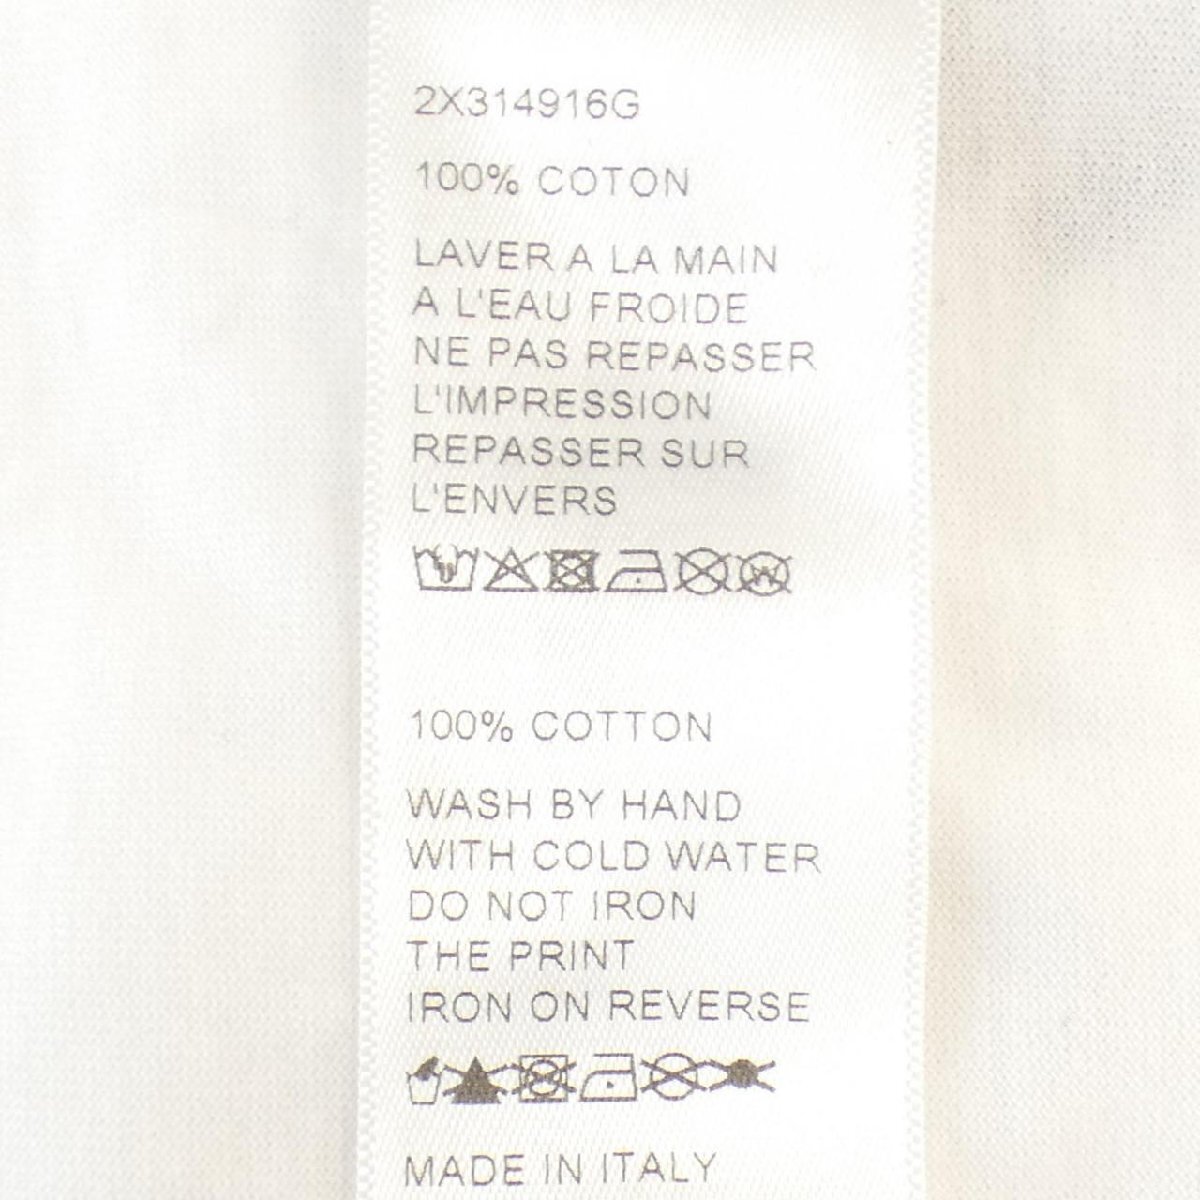 2X314916G
100% COTON
LAVER A LA MAIN
A L'EAU FROIDE
NE PAS REPASSER
L'IMPRESSION
REPASSER SUR
L'ENVERS
100% COTTON
WASH BY HAND
WITH COLD WATER
DO NOT IRON
THE PRINT
IRON ON REVERSE
MADE IN ITALY